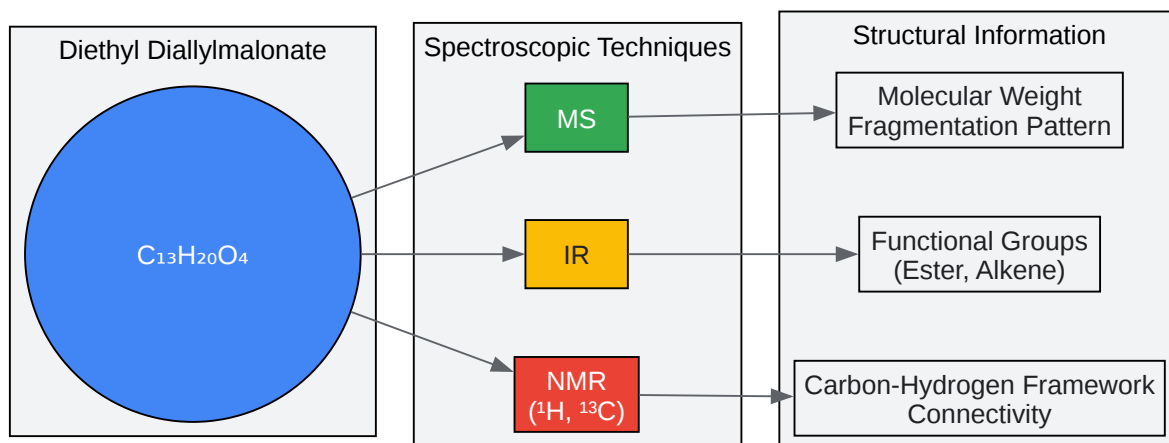 Diethyl Diallylmalonate
C₁₃H₂₀O₄
Spectroscopic Techniques
MS
IR
NMR
(¹H, ¹³C)
Structural Information
Molecular Weight
Fragmentation Pattern
Functional Groups
(Ester, Alkene)
Carbon-Hydrogen Framework
Connectivity